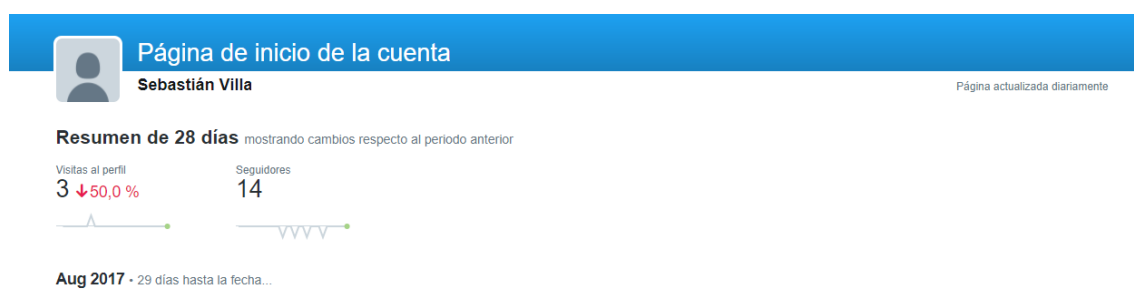 Página de inicio de la cuenta
Sebastián Villa
Página actualizada diariamente
Resumen de 28 días mostrando cambios respecto al periodo anterior
Visitas al perfil
Seguidores
3 ↓50,0 %
14
Aug 2017 • 29 días hasta la fecha...